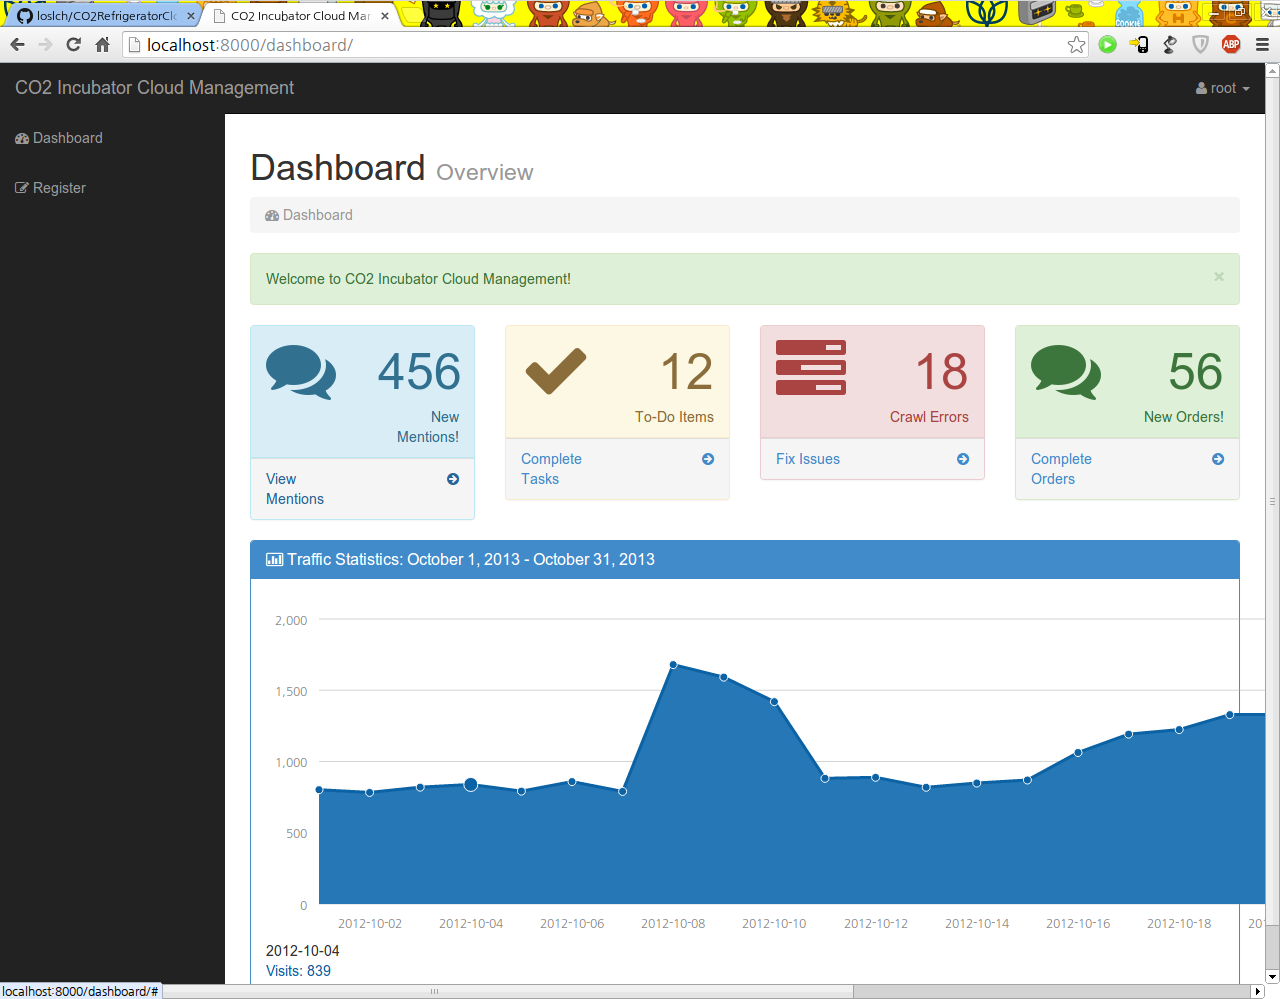 loslch/CO2RefrigeratorCl
CO2 Incubator Cloud Mar
localhost:8000/dashboard/
ABP
CO2 Incubator Cloud Management
root
Dashboard
Register
Dashboard Overview
Dashboard
Welcome to CO2 Incubator Cloud Management!
×
456
New
Mentions!
View
Mentions
12
To-Do Items
Complete
Tasks
18
Crawl Errors
Fix Issues
56
New Orders!
Complete
Orders
Traffic Statistics: October 1, 2013 - October 31, 2013
2,000
1,500
1,000
500
0
2012-10-02
2012-10-04
2012-10-06
2012-10-08
2012-10-10
2012-10-12
2012-10-14
2012-10-16
2012-10-18
2012-10-04
Visits: 839
localhost:8000/dashboard/#